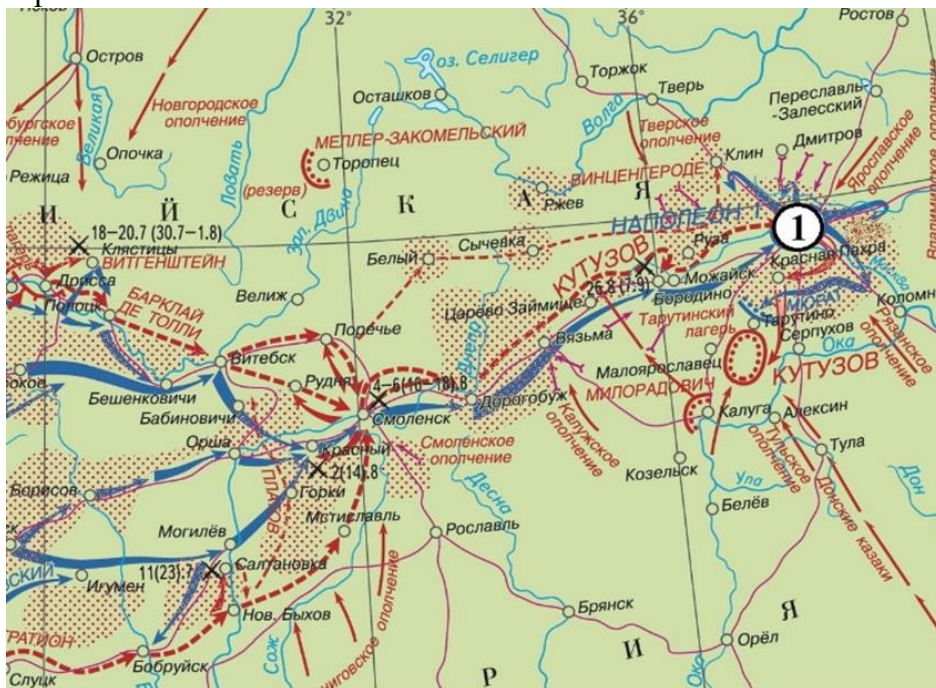 32°
36°
Ростов
Остров
оз. Селигер
Торжок
Осташков
Тверь
Переславль
-Залесский
Новгородское
ополчение
Великая
Волга
Тверское
ополчение
Дмитров
МЕЛЛЕР-ЗАКОМЕЛЬСКИЙ
Опочка
Ловать
Торопец
Клин
Ярославское
ополчение
Владимирское ополчение
Режица
(резерв)
Зап. Двина
ВИНЦЕНГЕРОДЕ
Ржев
И Й С К А Я
НАПОЛЕОН I
1
18–20.7 (30.7–1.8)
Клястицы
ВИТГЕНШТЕЙН
Сычевка
Белый
Руза
КУТУЗОВ
Красная Пахра
Москва
Дрисса
Можайск
26.8(7.9)
Бородино
Полоцк
БАРКЛАЙ
ДЕ ТОЛЛИ
Велиж
Царево Займище
МЮРАТ
Коломн
Тарутинский
лагерь
Тарутино
Поречье
Днепр
Вязьма
Серпухов
Рязанское
ополчение
Ока
Витебск
Малоярославец
КУТУЗОВ
Рудня
4–6(16–18).8
МИЛОРАДОВИЧ
Бешенковичи
Дорогобуж
Бабиновичи
Смоленск
Калуга
Алексин
Калужское
ополчение
Орша
Красный
Смоленское
ополчение
Тула
Тульское
ополчение
2(14).8
Козельск
Борисов
Горки
ПЛАТОВ
Десна
Упа
Дон
Белёв
Мстиславль
Могилёв
Рославль
Донские казаки
11(23).7
Салтановка
Игумен
Нов. Быхов
Брянск
Р И Я
Сож
Орёл
Бобруйск
Ока
Слуцк